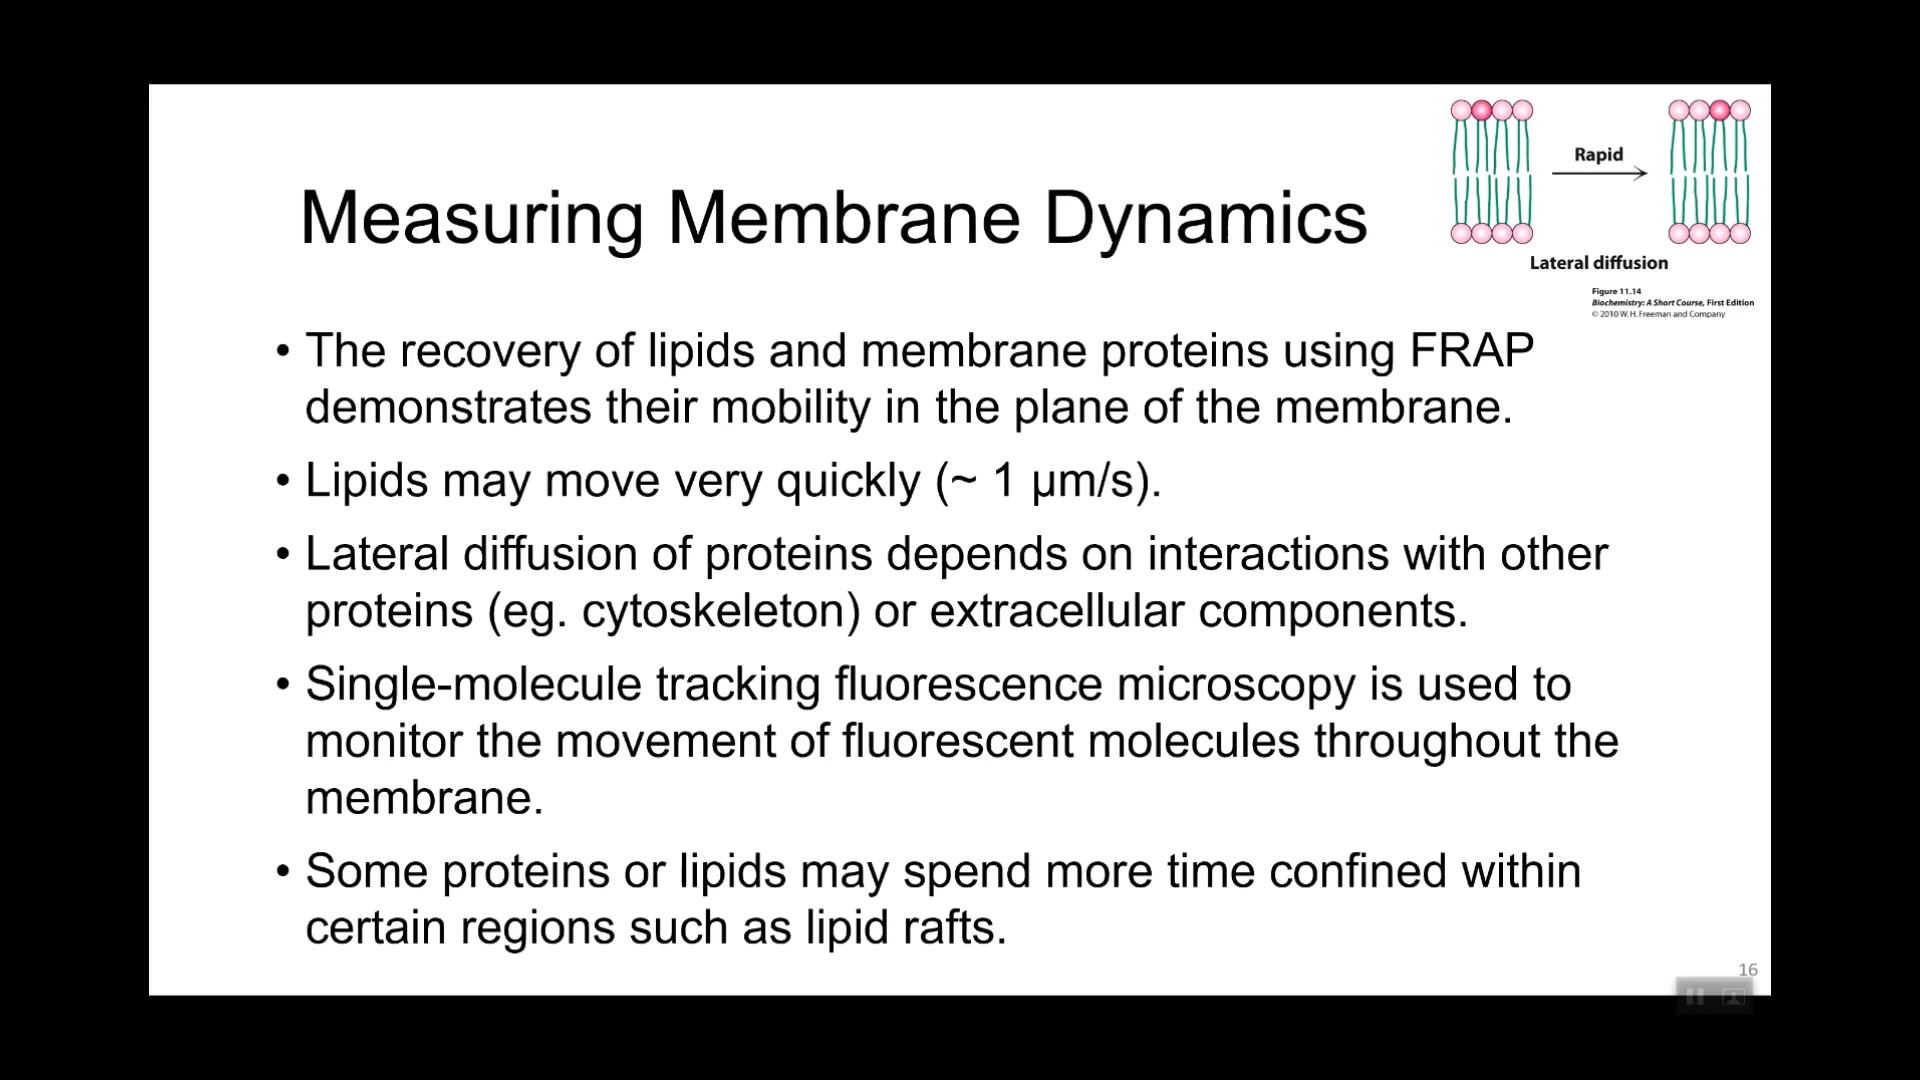 Rapid
Measuring Membrane Dynamics
Lateral diffusion
Figure 11.14
Biochemistry: A Short Course, First Edition
© 2010 W. H. Freeman and Company
• The recovery of lipids and membrane proteins using FRAP
demonstrates their mobility in the plane of the membrane.
• Lipids may move very quickly (~ 1 µm/s).
• Lateral diffusion of proteins depends on interactions with other
proteins (eg. cytoskeleton) or extracellular components.
• Single-molecule tracking fluorescence microscopy is used to
monitor the movement of fluorescent molecules throughout the
membrane.
• Some proteins or lipids may spend more time confined within
certain regions such as lipid rafts.
16